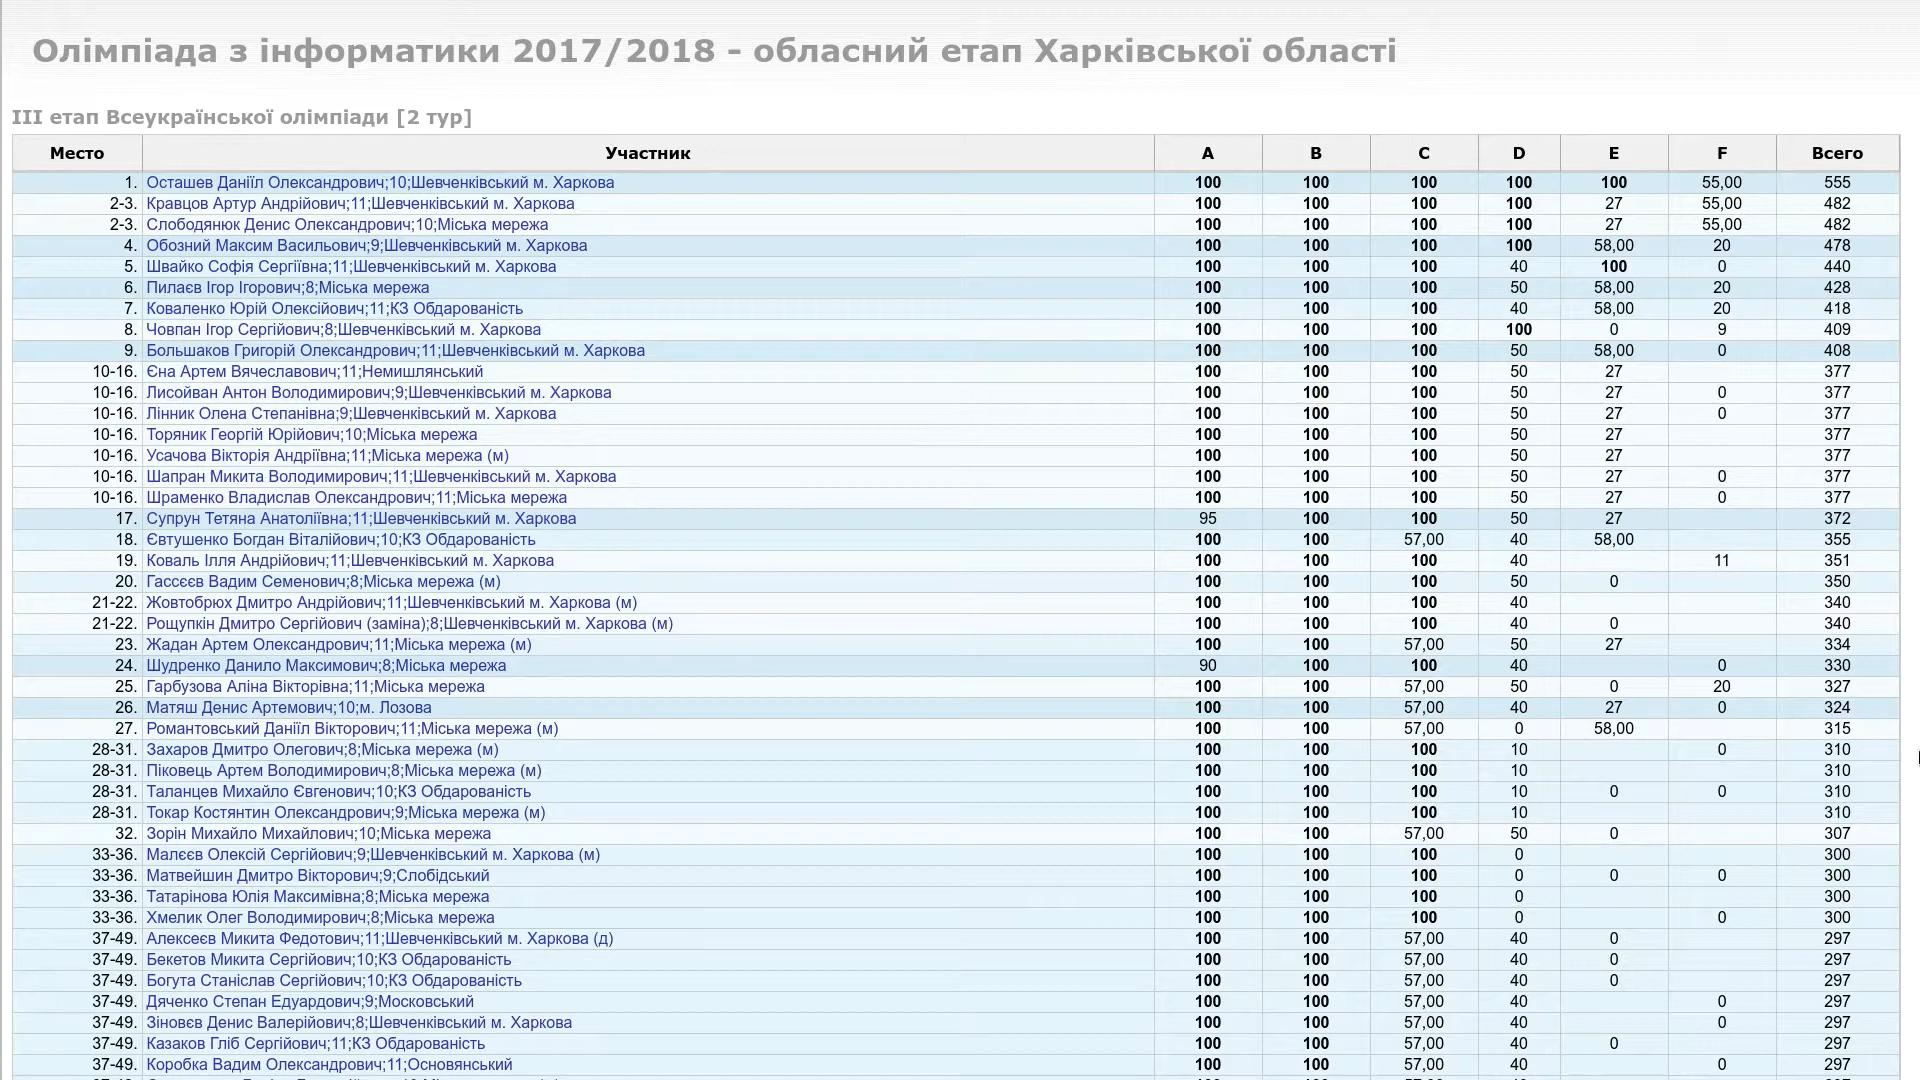 Олімпіада з інформатики 2017/2018 - обласний етап Харківської області
III етап Всеукраїнської олімпіади [2 тур]
Место Участник A B C D E F Всего
1. Осташев Даніїл Олександрович;10;Шевченківський м. Харкова 100 100 100 100 100 55,00 555
2-3. Кравцов Артур Андрійович;11;Шевченківський м. Харкова 100 100 100 100 27 55,00 482
2-3. Слободянюк Денис Олександрович;10;Міська мережа 100 100 100 100 27 55,00 482
4. Обозний Максим Васильович;9;Шевченківський м. Харкова 100 100 100 100 58,00 20 478
5. Швайко Софія Сергіївна;11;Шевченківський м. Харкова 100 100 100 40 100 0 440
6. Пилаєв Ігор Ігорович;8;Міська мережа 100 100 100 50 58,00 20 428
7. Коваленко Юрій Олексійович;11;КЗ Обдарованість 100 100 100 40 58,00 20 418
8. Човпан Ігор Сергійович;8;Шевченківський м. Харкова 100 100 100 100 0 9 409
9. Большаков Григорій Олександрович;11;Шевченківський м. Харкова 100 100 100 50 58,00 0 408
10-16. Єна Артем Вячеславович;11;Немишлянський 100 100 100 50 27 377
10-16. Лисойван Антон Володимирович;9;Шевченківський м. Харкова 100 100 100 50 27 0 377
10-16. Лінник Олена Степанівна;9;Шевченківський м. Харкова 100 100 100 50 27 0 377
10-16. Торяник Георгій Юрійович;10;Міська мережа 100 100 100 50 27 377
10-16. Усачова Вікторія Андріївна;11;Міська мережа (м) 100 100 100 50 27 377
10-16. Шапран Микита Володимирович;11;Шевченківський м. Харкова 100 100 100 50 27 0 377
10-16. Шраменко Владислав Олександрович;11;Міська мережа 100 100 100 50 27 0 377
17. Супрун Тетяна Анатоліївна;11;Шевченківський м. Харкова 95 100 100 50 27 372
18. Євтушенко Богдан Віталійович;10;КЗ Обдарованість 100 100 57,00 40 58,00 355
19. Коваль Ілля Андрійович;11;Шевченківський м. Харкова 100 100 100 40 11 351
20. Гассєєв Вадим Семенович;8;Міська мережа (м) 100 100 100 50 0 350
21-22. Жовтобрюх Дмитро Андрійович;11;Шевченківський м. Харкова (м) 100 100 100 40 340
21-22. Рощупкін Дмитро Сергійович (заміна);8;Шевченківський м. Харкова (м) 100 100 100 40 0 340
23. Жадан Артем Олександрович;11;Міська мережа (м) 100 100 57,00 50 27 334
24. Шудренко Данило Максимович;8;Міська мережа 90 100 100 40 0 330
25. Гарбузова Аліна Вікторівна;11;Міська мережа 100 100 57,00 50 0 20 327
26. Матяш Денис Артемович;10;м. Лозова 100 100 57,00 40 27 0 324
27. Романтовський Даніїл Вікторович;11;Міська мережа (м) 100 100 57,00 0 58,00 315
28-31. Захаров Дмитро Олегович;8;Міська мережа (м) 100 100 100 10 0 310
28-31. Піковець Артем Володимирович;8;Міська мережа (м) 100 100 100 10 310
28-31. Таланцев Михайло Євгенович;10;КЗ Обдарованість 100 100 100 10 0 0 310
28-31. Токар Костянтин Олександрович;9;Міська мережа (м) 100 100 100 10 310
32. Зорін Михайло Михайлович;10;Міська мережа 100 100 57,00 50 0 307
33-36. Малєєв Олексій Сергійович;9;Шевченківський м. Харкова (м) 100 100 100 0 300
33-36. Матвейшин Дмитро Вікторович;9;Слобідський 100 100 100 0 0 0 300
33-36. Татарінова Юлія Максимівна;8;Міська мережа 100 100 100 0 300
33-36. Хмелик Олег Володимирович;8;Міська мережа 100 100 100 0 0 300
37-49. Алексеєв Микита Федотович;11;Шевченківський м. Харкова (д) 100 100 57,00 40 0 297
37-49. Бекетов Микита Сергійович;10;КЗ Обдарованість 100 100 57,00 40 0 297
37-49. Богута Станіслав Сергійович;10;КЗ Обдарованість 100 100 57,00 40 0 297
37-49. Дяченко Степан Едуардович;9;Московський 100 100 57,00 40 0 297
37-49. Зіновєв Денис Валерійович;8;Шевченківський м. Харкова 100 100 57,00 40 0 297
37-49. Казаков Гліб Сергійович;11;КЗ Обдарованість 100 100 57,00 40 0 297
37-49. Коробка Вадим Олександрович;11;Основянський 100 100 57,00 40 0 297